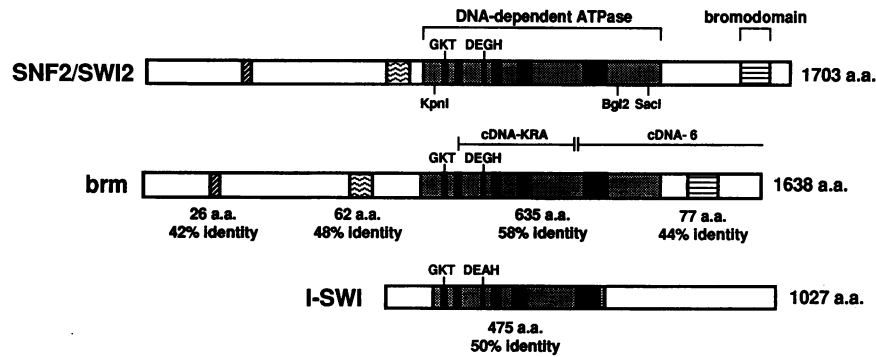 DNA-dependent ATPase bromodomain
GKT DEGH
SNF2/SWI2 1703 a.a.
KpnI Bgl2 SacI
cDNA-KRA cDNA-6
GKT DEGH
brm 1638 a.a.
26 a.a. 62 a.a. 635 a.a. 77 a.a.
42% identity 48% identity 58% identity 44% identity
GKT DEAH
I-SWI 1027 a.a.
475 a.a.
50% identity